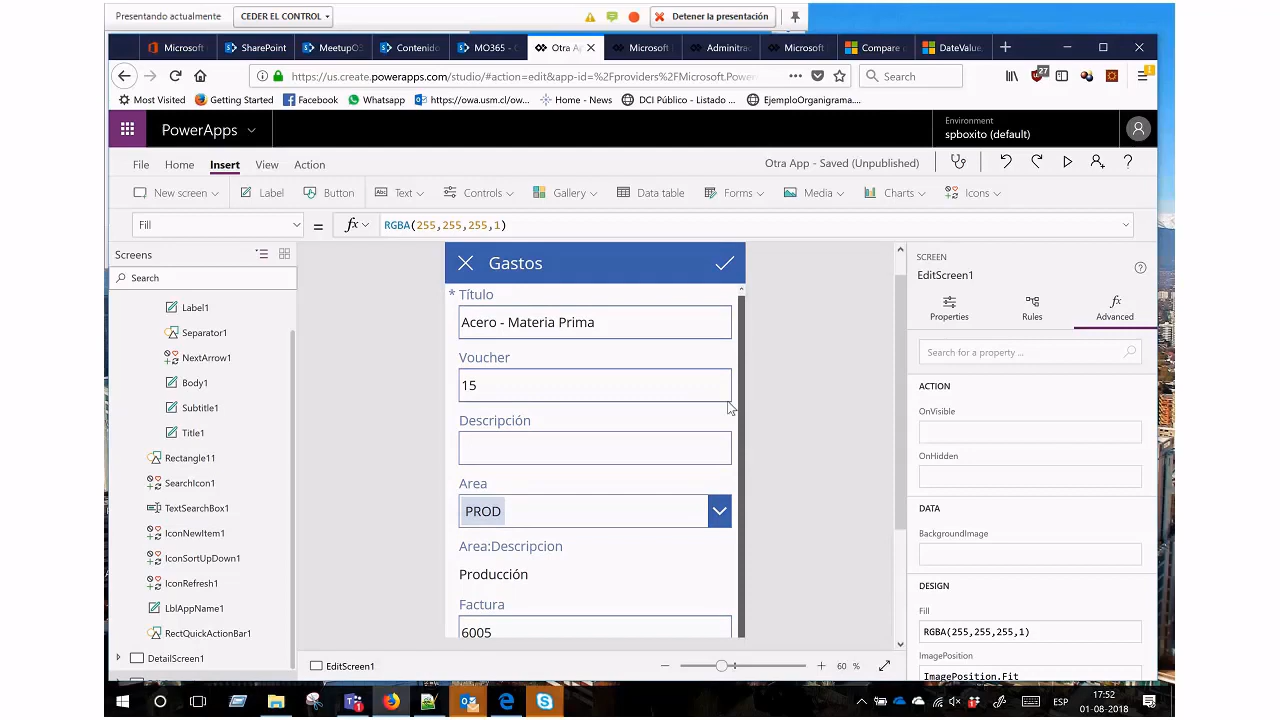 Presentando actualmente CEDER EL CONTROL Detener la presentación
Microsoft SharePoint MeetupO3 Contenido MO365 - C Otra Ap Microsoft Adminitrac Microsoft Compare DateValue
https://us.create.powerapps.com/studio/#action=edit&app-id=%2Fproviders%2FMicrosoft.Power Search 27
Most Visited Getting Started Facebook Whatsapp https://owa.usm.cl/ow... Home - News DCI Público - Listado ... EjemploOrganigrama....
PowerApps Environment
spboxito (default)
File Home Insert View Action Otra App - Saved (Unpublished)
New screen Label Button Text Controls Gallery Data table Forms Media Charts Icons
Fill = fx RGBA(255,255,255,1)
Screens
Search
Label1
Separator1
NextArrow1
Body1
Subtitle1
Title1
Rectangle11
SearchIcon1
TextSearchBox1
IconNewItem1
IconSortUpDown1
IconRefresh1
LblAppName1
RectQuickActionBar1
DetailScreen1
Gastos
* Título
Acero - Materia Prima
Voucher
15
Descripción
Area
PROD
Area:Descripcion
Producción
Factura
6005
EditScreen1 60 %
SCREEN
EditScreen1
Properties Rules Advanced
Search for a property ...
ACTION
OnVisible
OnHidden
DATA
BackgroundImage
DESIGN
Fill
RGBA(255,255,255,1)
ImagePosition
ImagePosition.Fit
ESP 17:52
01-08-2018